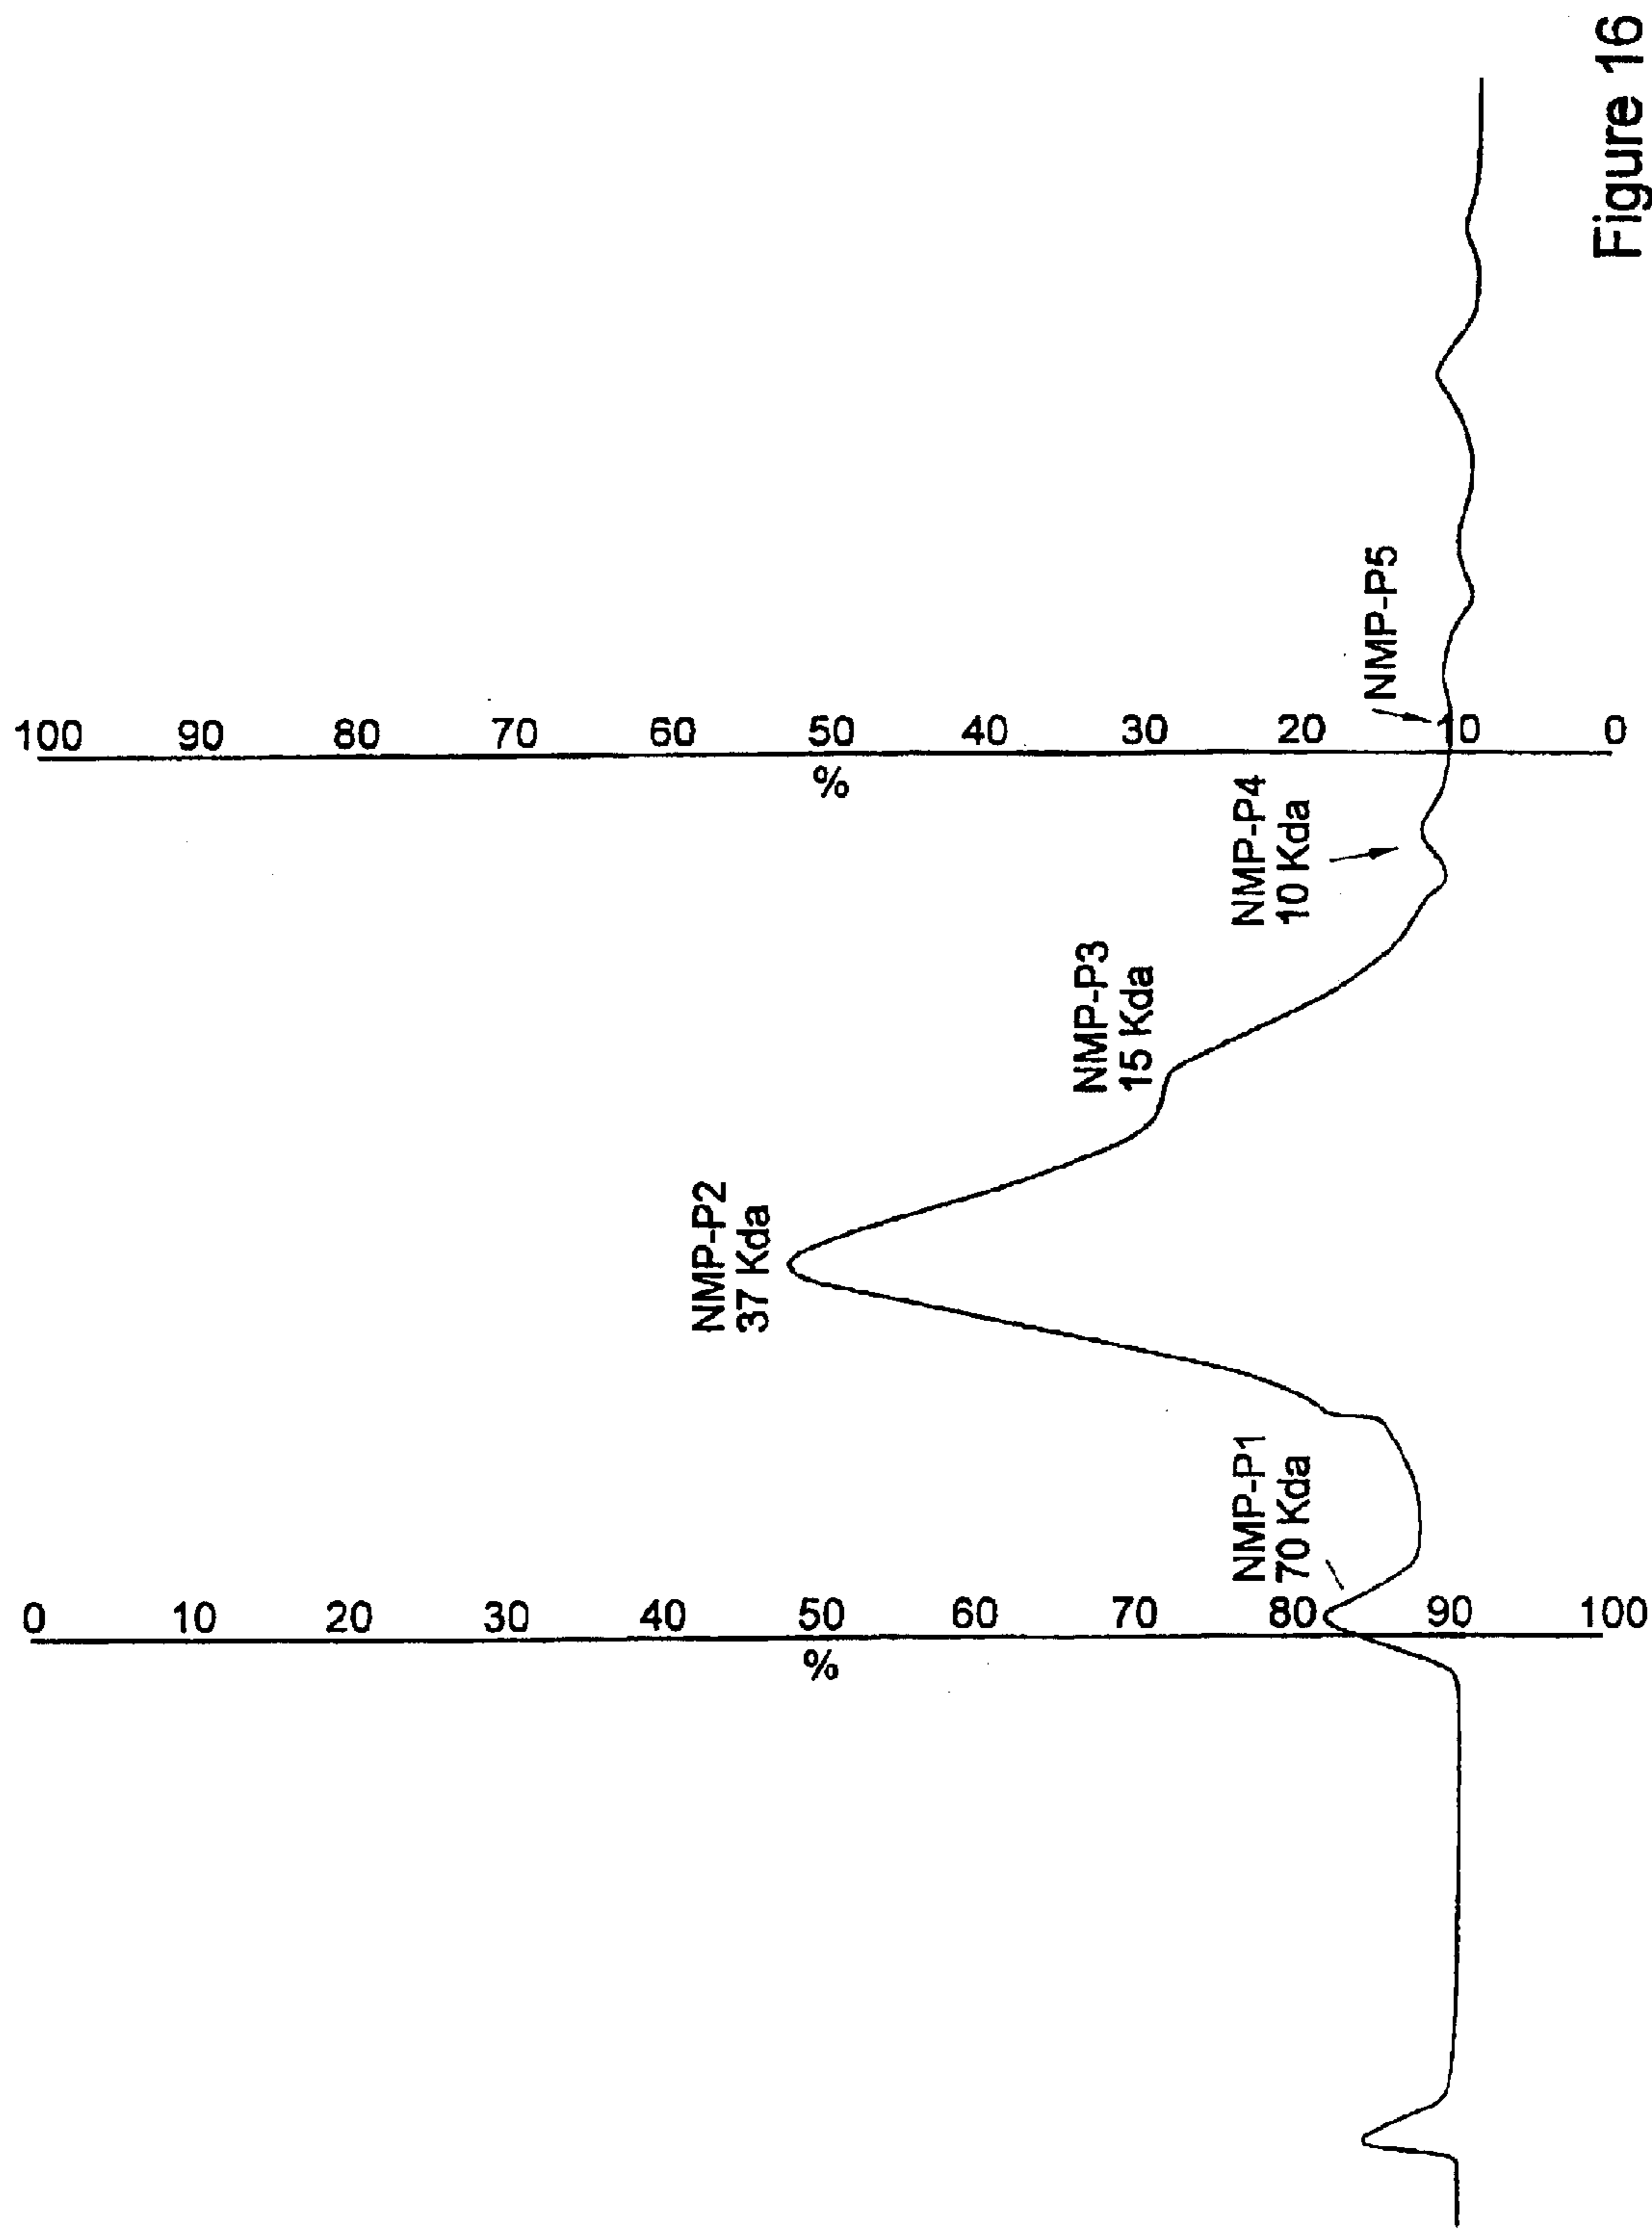 100 90 80 70 60 50 40 30 20 10 0
%
NMP-P5
NMP-P4
10 Kda
NMP-P3
15 Kda
NMP-P2
37 Kda
NMP-P1
70 Kda
0 10 20 30 40 50 60 70 80 90 100
%
Figure 16